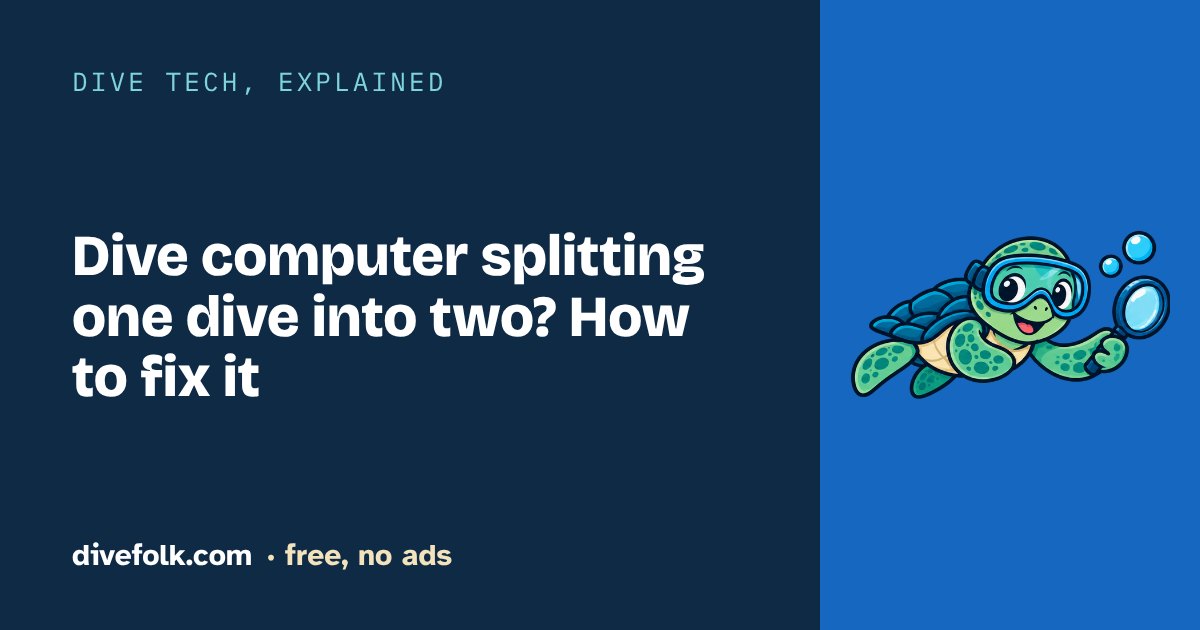 DIVE TECH, EXPLAINED
Dive computer splitting
one dive into two? How
to fix it
divefolk.com · free, no ads